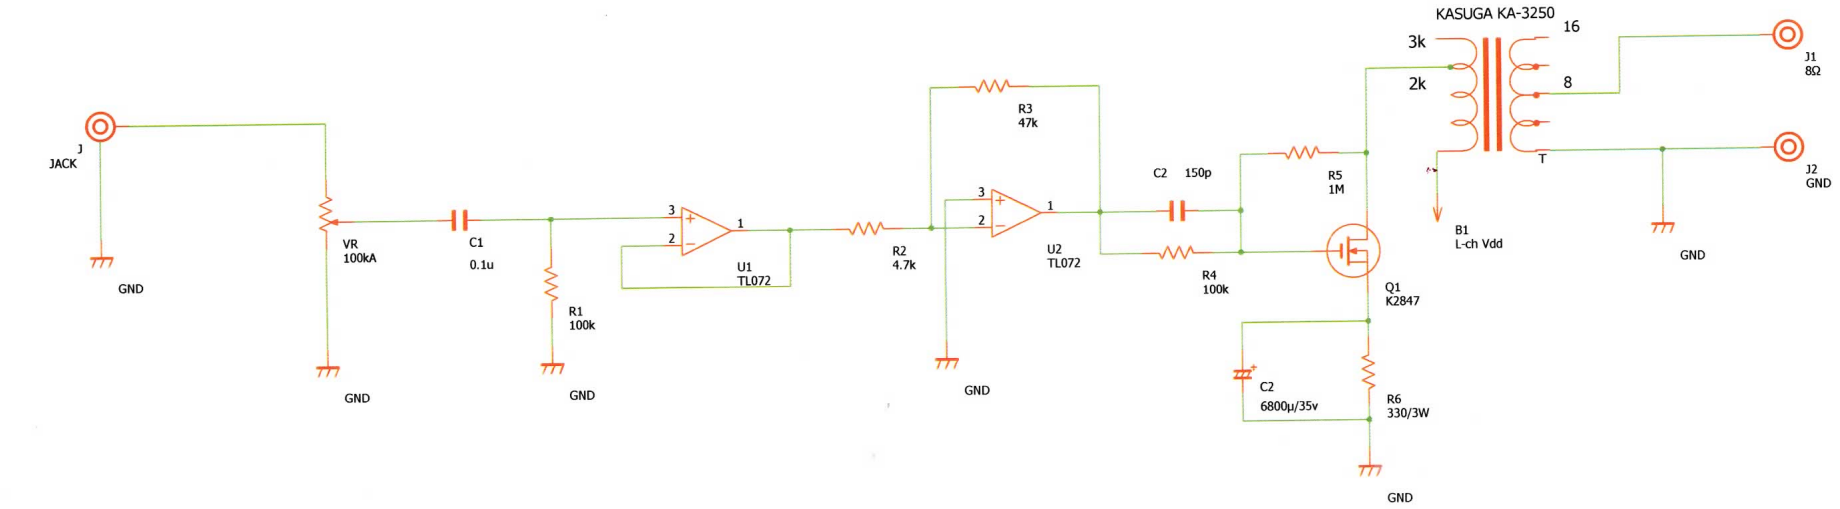 KASUGA KA-3250
16
3k
J1
8Ω
2k
8
J
JACK
R3
47k
T
C2 150p
R5
1M
J2
GND
3
1
2
3
1
2
VR
100kA
C1
0.1u
U1
TL072
R2
4.7k
U2
TL072
R4
100k
B1
L-ch Vdd
GND
GND
Q1
K2847
R1
100k
C2
6800μ/35v
R6
330/3W
GND
GND
GND
GND